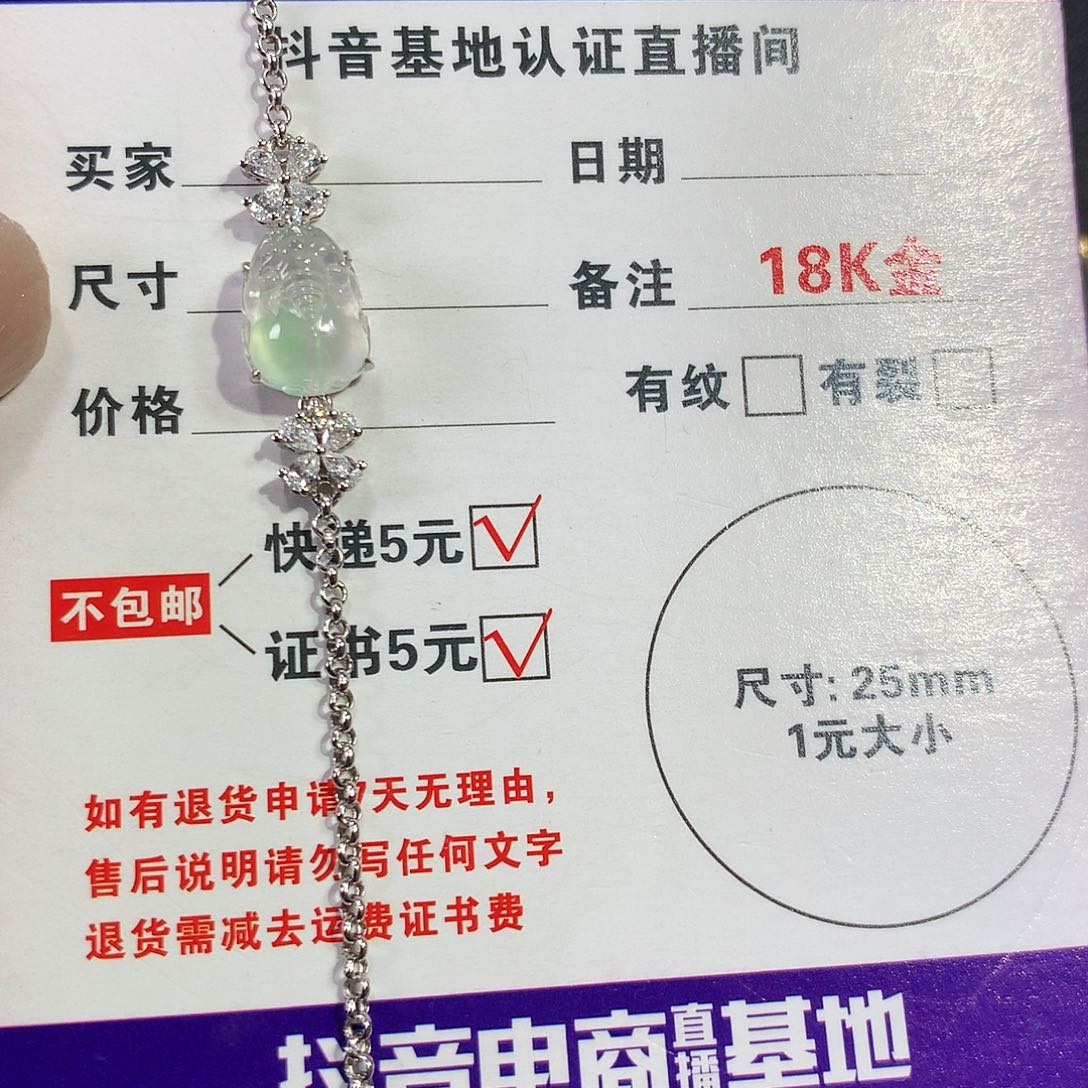 抖音基地认证直播间
买家 日期
尺寸 备注 18K金
价格 有纹 有裂
快递5元
不包邮
证书5元
尺寸: 25mm
1元大小
如有退货申请7天无理由，
售后说明请勿写任何文字
退货需减去运费证书费
抖音电商直播基地